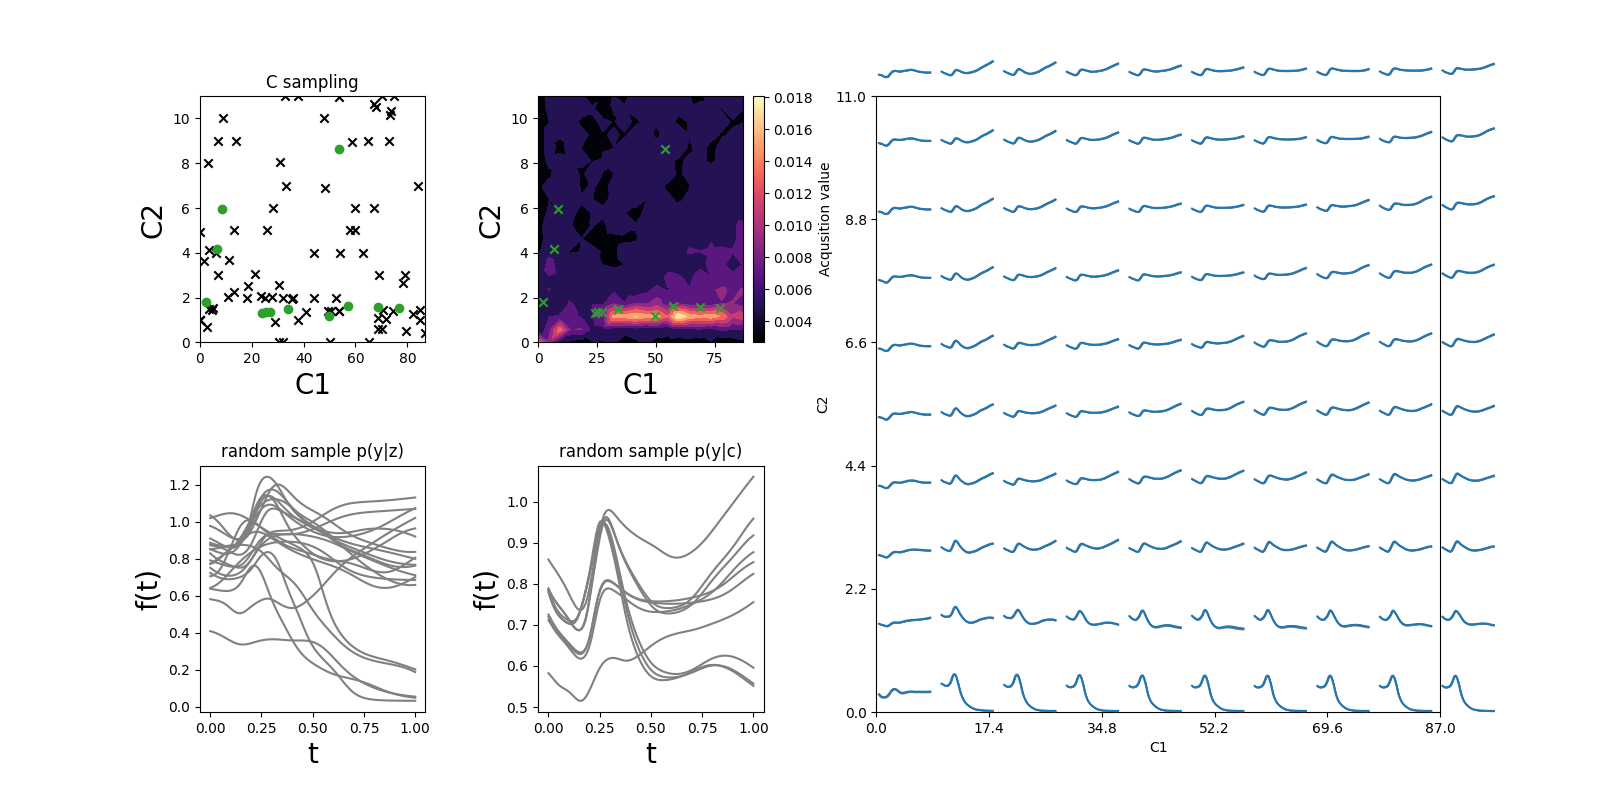 C sampling
C2
10
8
6
4
2
0
0 20 40 60 80
C1
C2
10
8
6
4
2
0
0 25 50 75
C1
0.018
0.016
0.014
0.012
0.010
0.008
0.006
0.004
Acqusition value
random sample p(y|z)
f(t)
1.2
1.0
0.8
0.6
0.4
0.2
0.0
0.00 0.25 0.50 0.75 1.00
t
random sample p(y|c)
f(t)
1.0
0.9
0.8
0.7
0.6
0.5
0.00 0.25 0.50 0.75 1.00
t
C2
11.0
8.8
6.6
4.4
2.2
0.0
0.0 17.4 34.8 52.2 69.6 87.0
C1